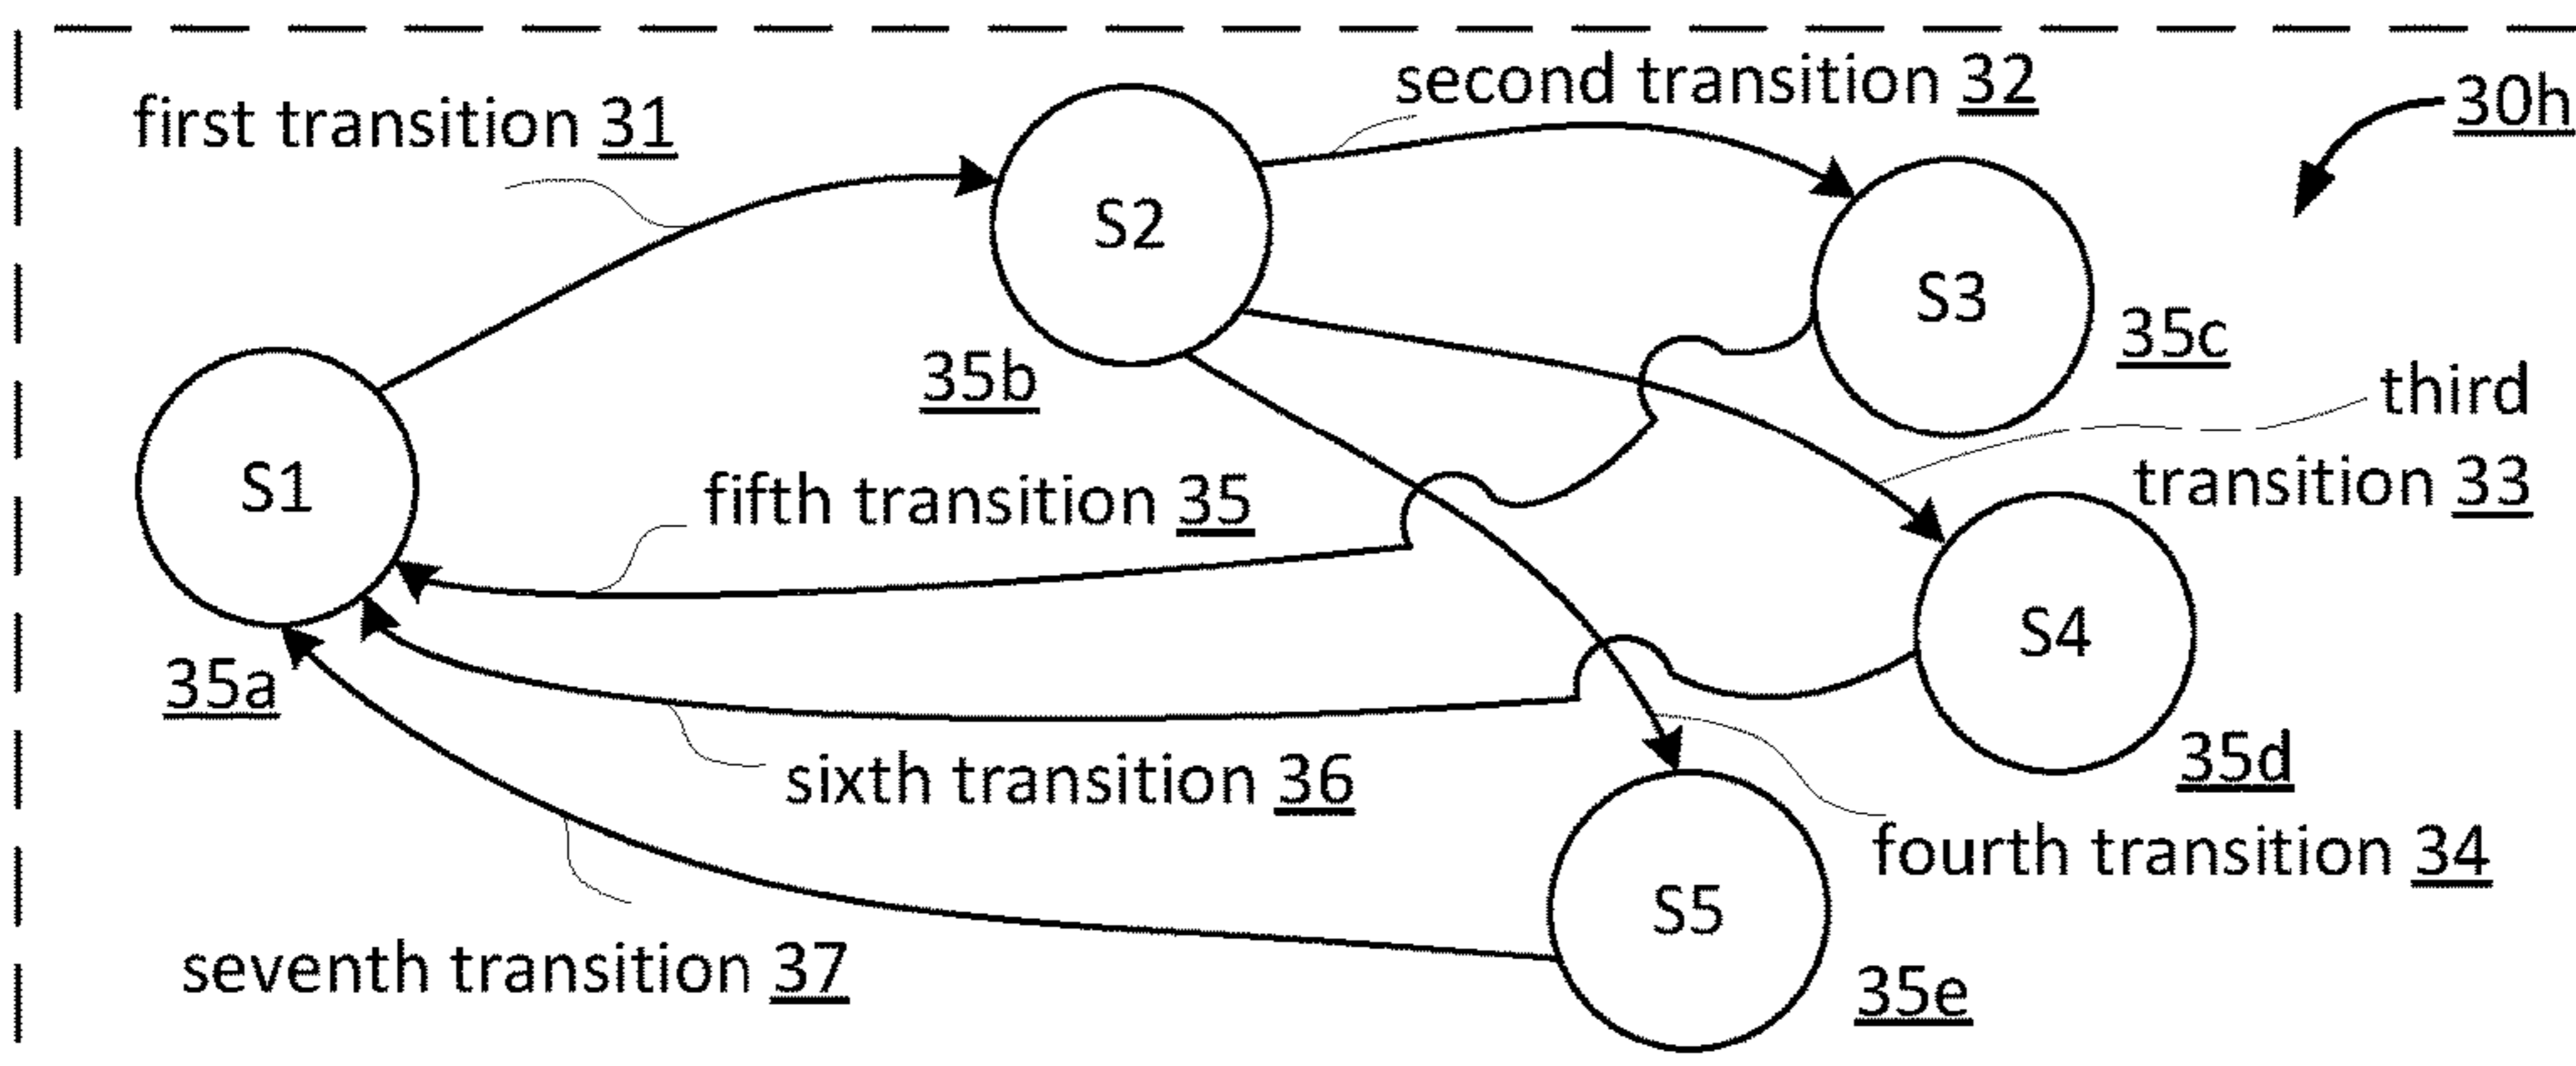 second transition 32
30h
first transition 31
S2
S3
35c
35b
third
transition 33
S1
fifth transition 35
S4
35a
35d
sixth transition 36
fourth transition 34
S5
seventh transition 37
35e